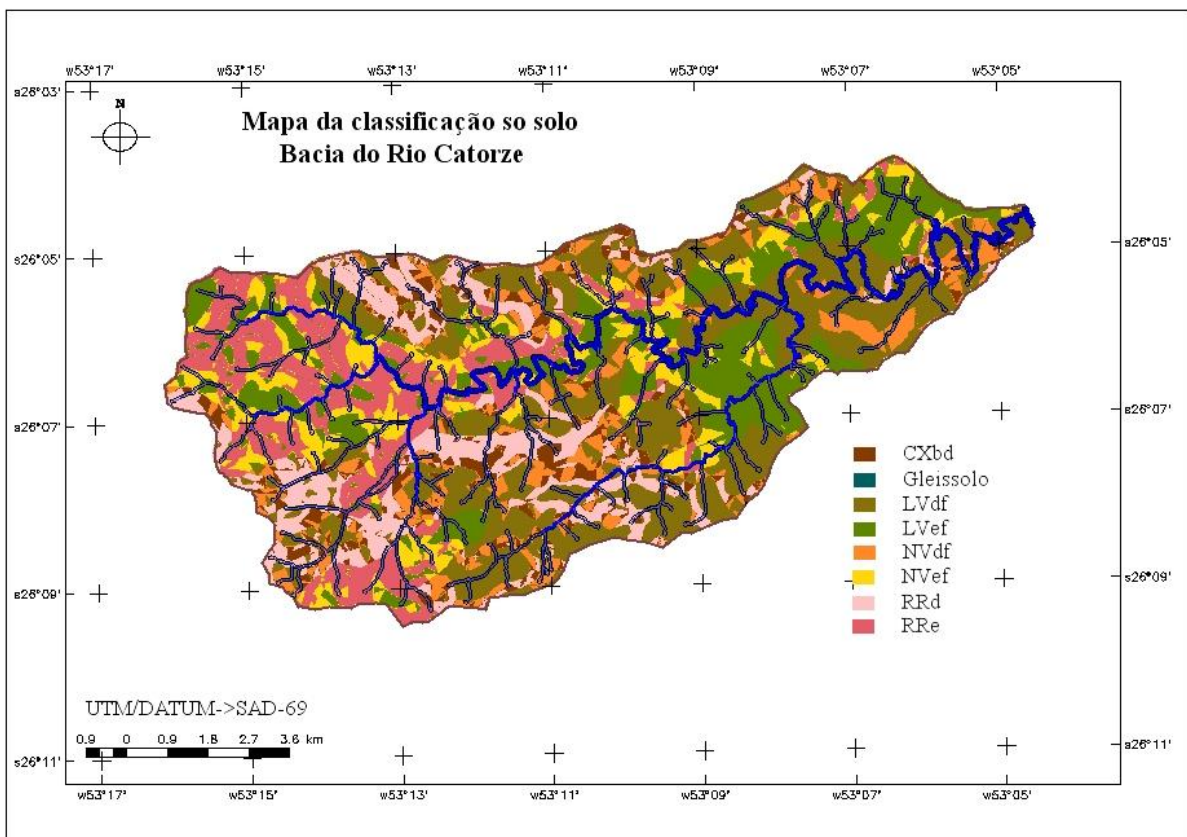 w53°17' w53°15' w53°13' w53°11' w53°09' w53°07' w53°05'
s26°03'
N
Mapa da classificação so solo
Bacia do Rio Catorze
s26°05' s26°05'
s26°07' s26°07'
CXbd
Gleissolo
LVdf
LVef
NVdf
NVef
RRd
RRe
s26°09' s26°09'
UTM/DATUM->SAD-69
0.9 0 0.9 1.8 2.7 3.6 km
s26°11' s26°11'
w53°17' w53°15' w53°13' w53°11' w53°09' w53°07' w53°05'